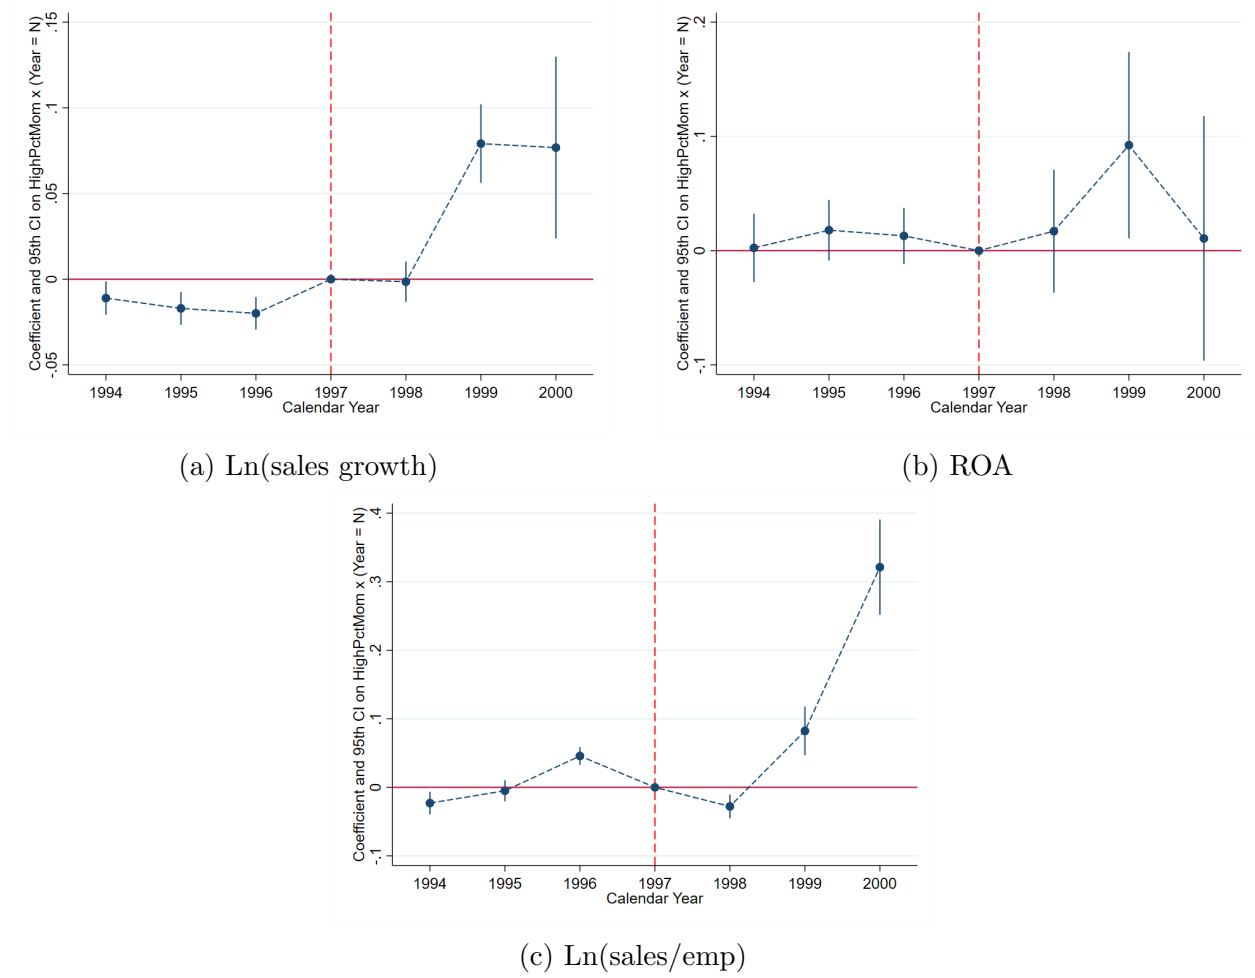 Coefficient and 95th CI on HighPctMom x (Year = N)
.15
.1
.05
0
-.05
1994 1995 1996 1997 1998 1999 2000
Calendar Year
(a) Ln(sales growth)
Coefficient and 95th CI on HighPctMom x (Year = N)
.2
.1
0
-.1
1994 1995 1996 1997 1998 1999 2000
Calendar Year
(b) ROA
Coefficient and 95th CI on HighPctMom x (Year = N)
.4
.3
.2
.1
0
-.1
1994 1995 1996 1997 1998 1999 2000
Calendar Year
(c) Ln(sales/emp)